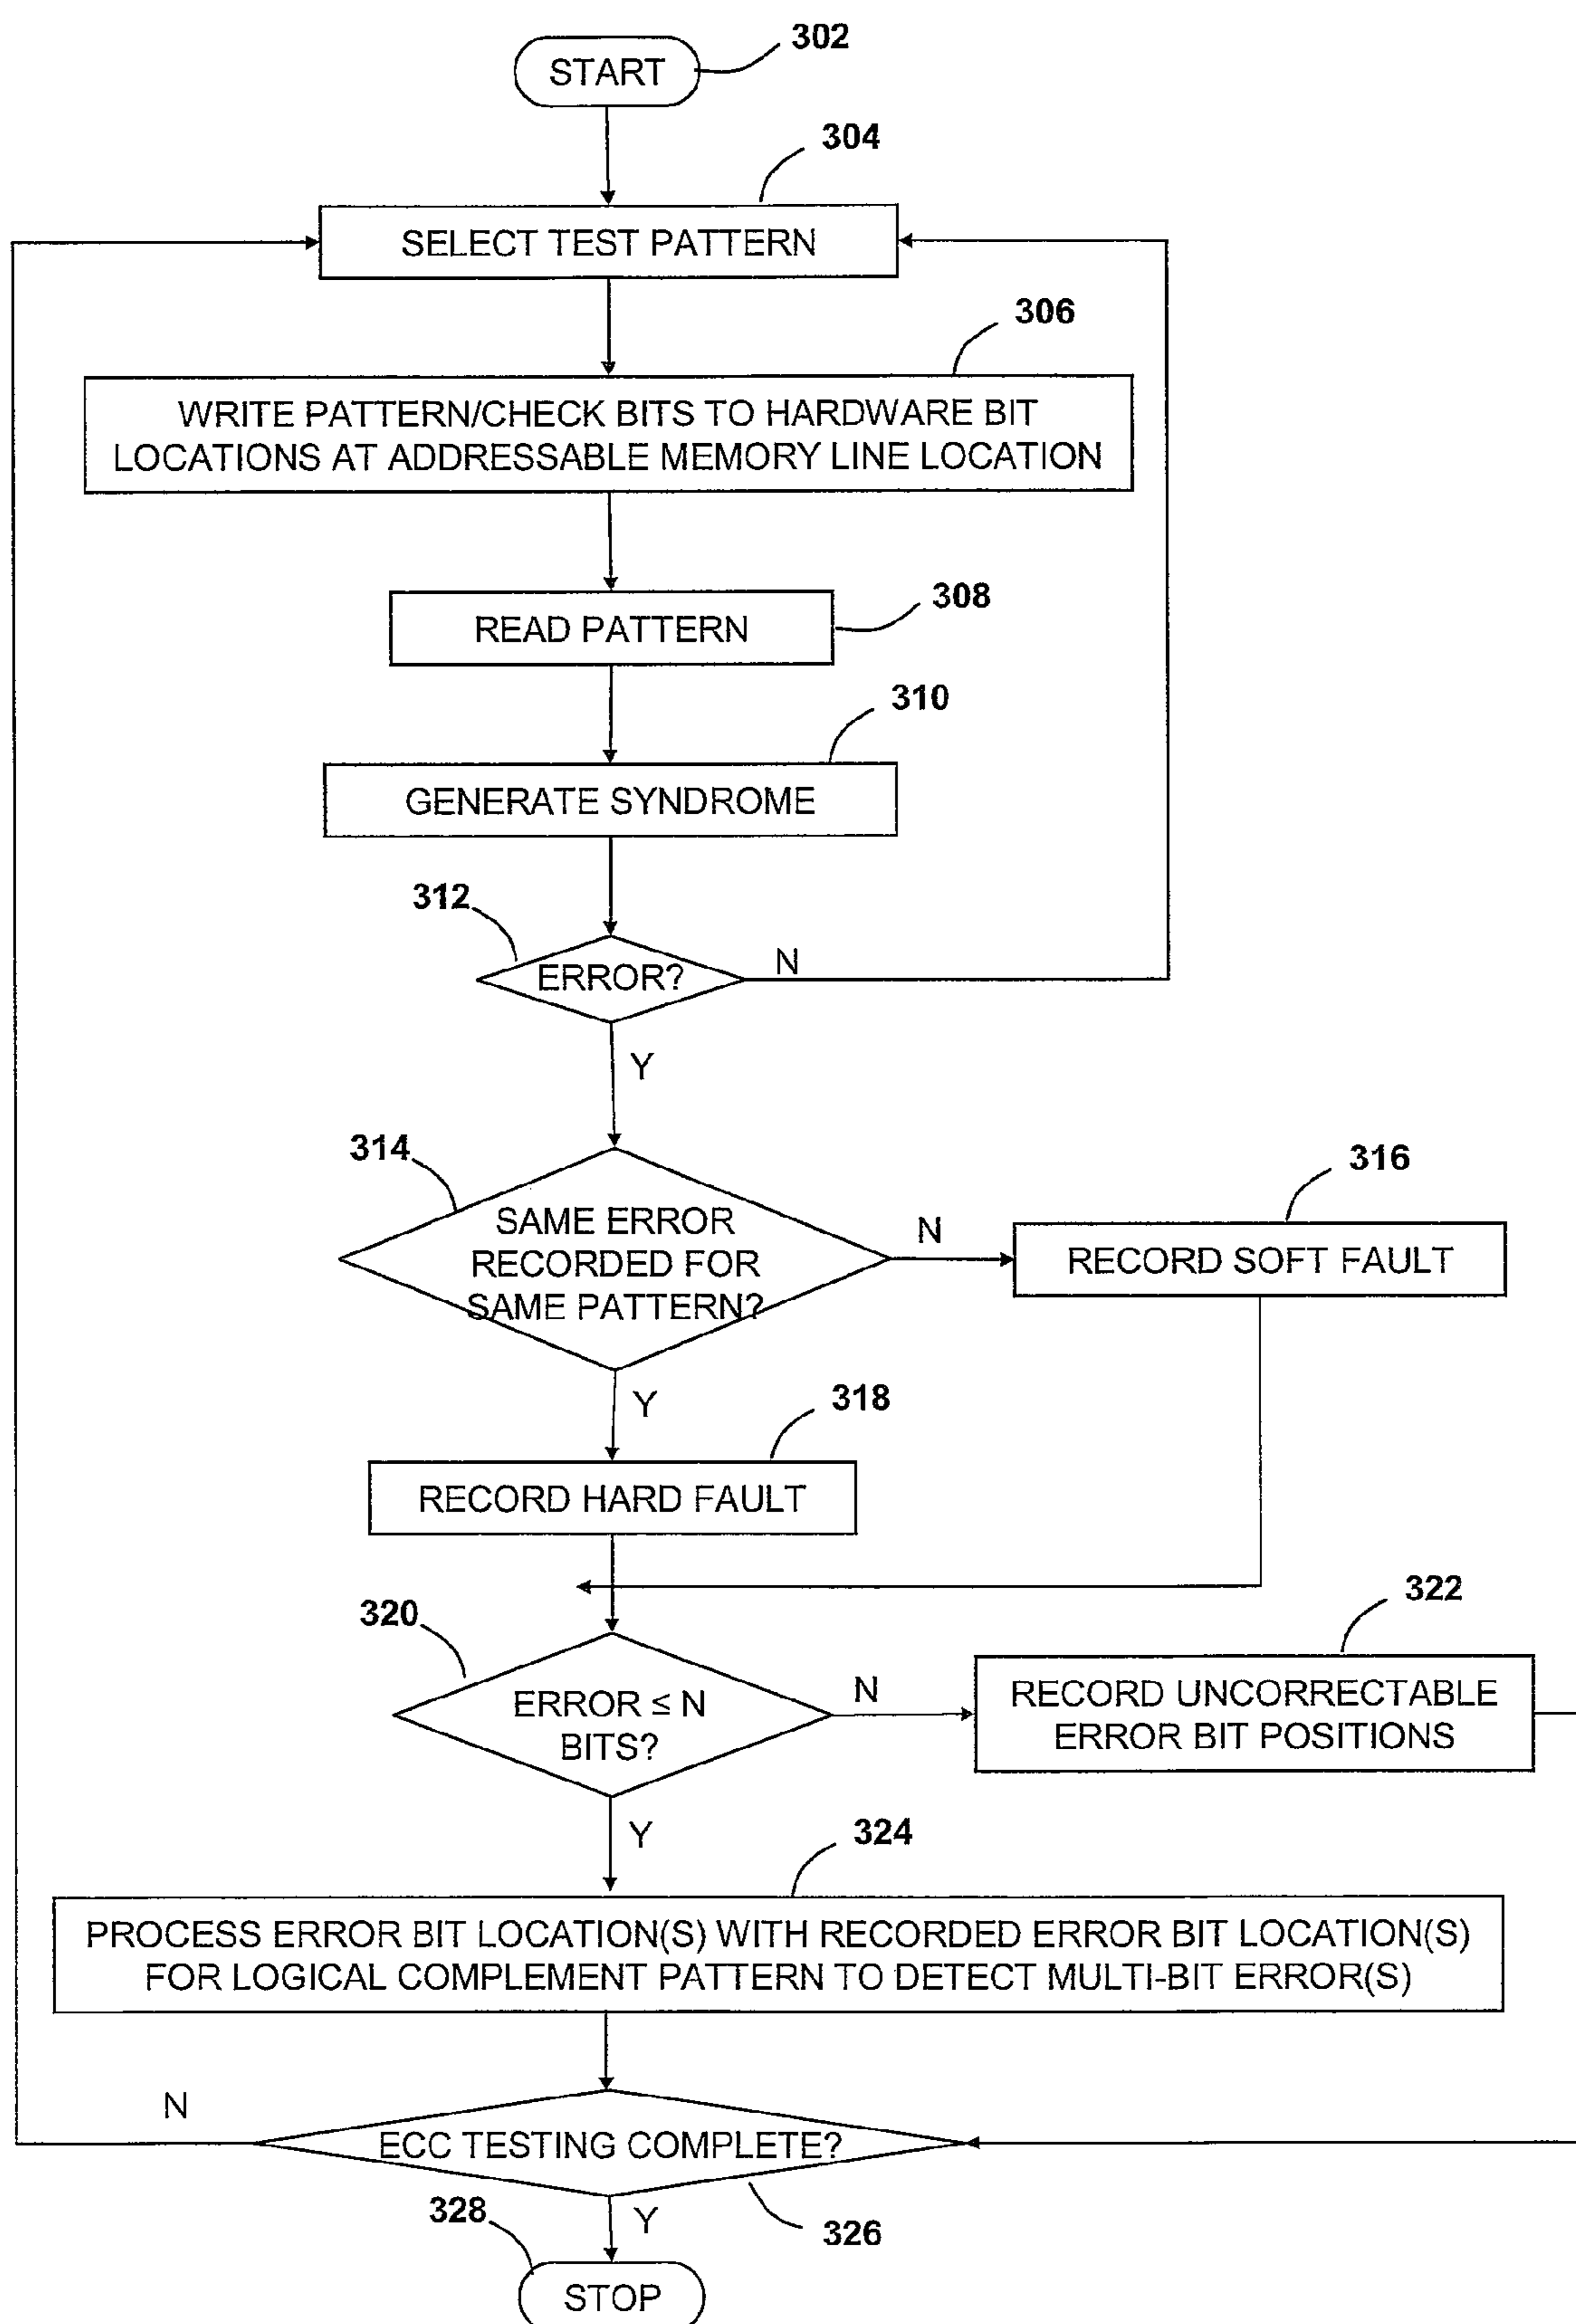 302
START
304
SELECT TEST PATTERN
306
WRITE PATTERN/CHECK BITS TO HARDWARE BIT
LOCATIONS AT ADDRESSABLE MEMORY LINE LOCATION
308
READ PATTERN
310
GENERATE SYNDROME
312
ERROR?
N
Y
314
SAME ERROR
RECORDED FOR
SAME PATTERN?
N
316
RECORD SOFT FAULT
Y
318
RECORD HARD FAULT
320
ERROR ≤ N
BITS?
N
322
RECORD UNCORRECTABLE
ERROR BIT POSITIONS
Y
324
PROCESS ERROR BIT LOCATION(S) WITH RECORDED ERROR BIT LOCATION(S)
FOR LOGICAL COMPLEMENT PATTERN TO DETECT MULTI-BIT ERROR(S)
N
ECC TESTING COMPLETE?
326
Y
328
STOP